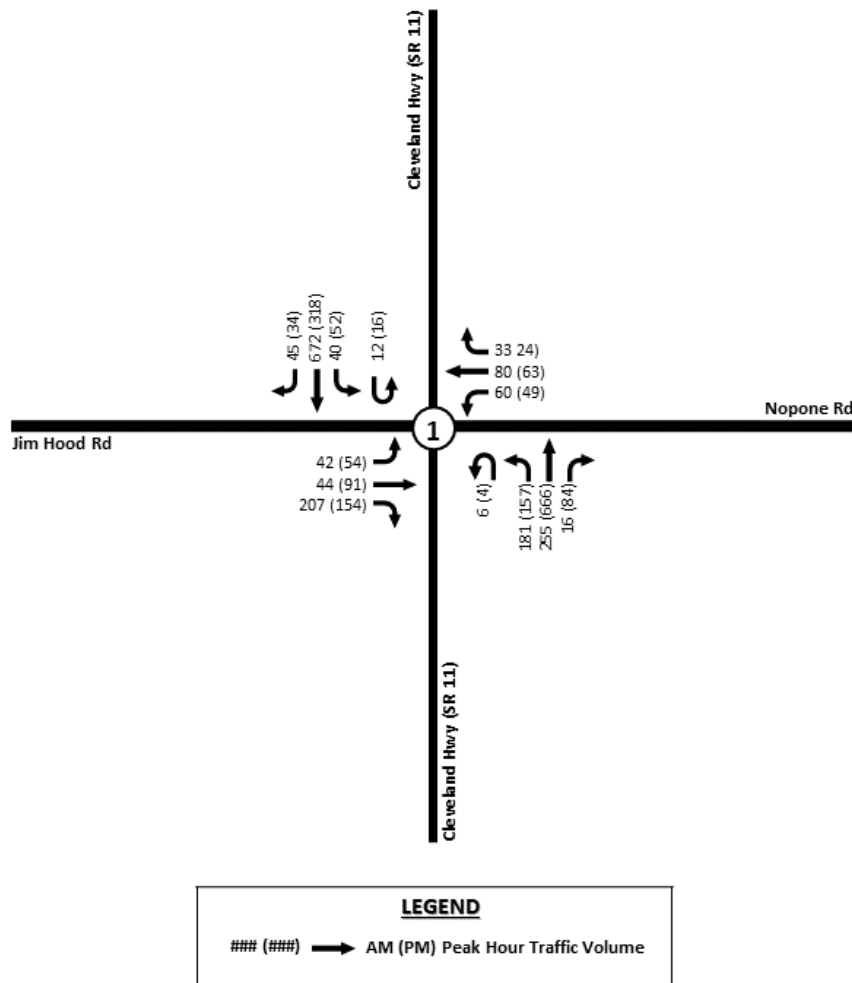 Cleveland Hwy (SR 11)
45 (34)
672 (318)
40 (52)
12 (16)
33 24)
80 (63)
60 (49)
Nopone Rd
1
Jim Hood Rd
42 (54)
44 (91)
207 (154)
6 (4)
181 (157)
255 (666)
16 (84)
Cleveland Hwy (SR 11)
LEGEND
### (###) AM (PM) Peak Hour Traffic Volume